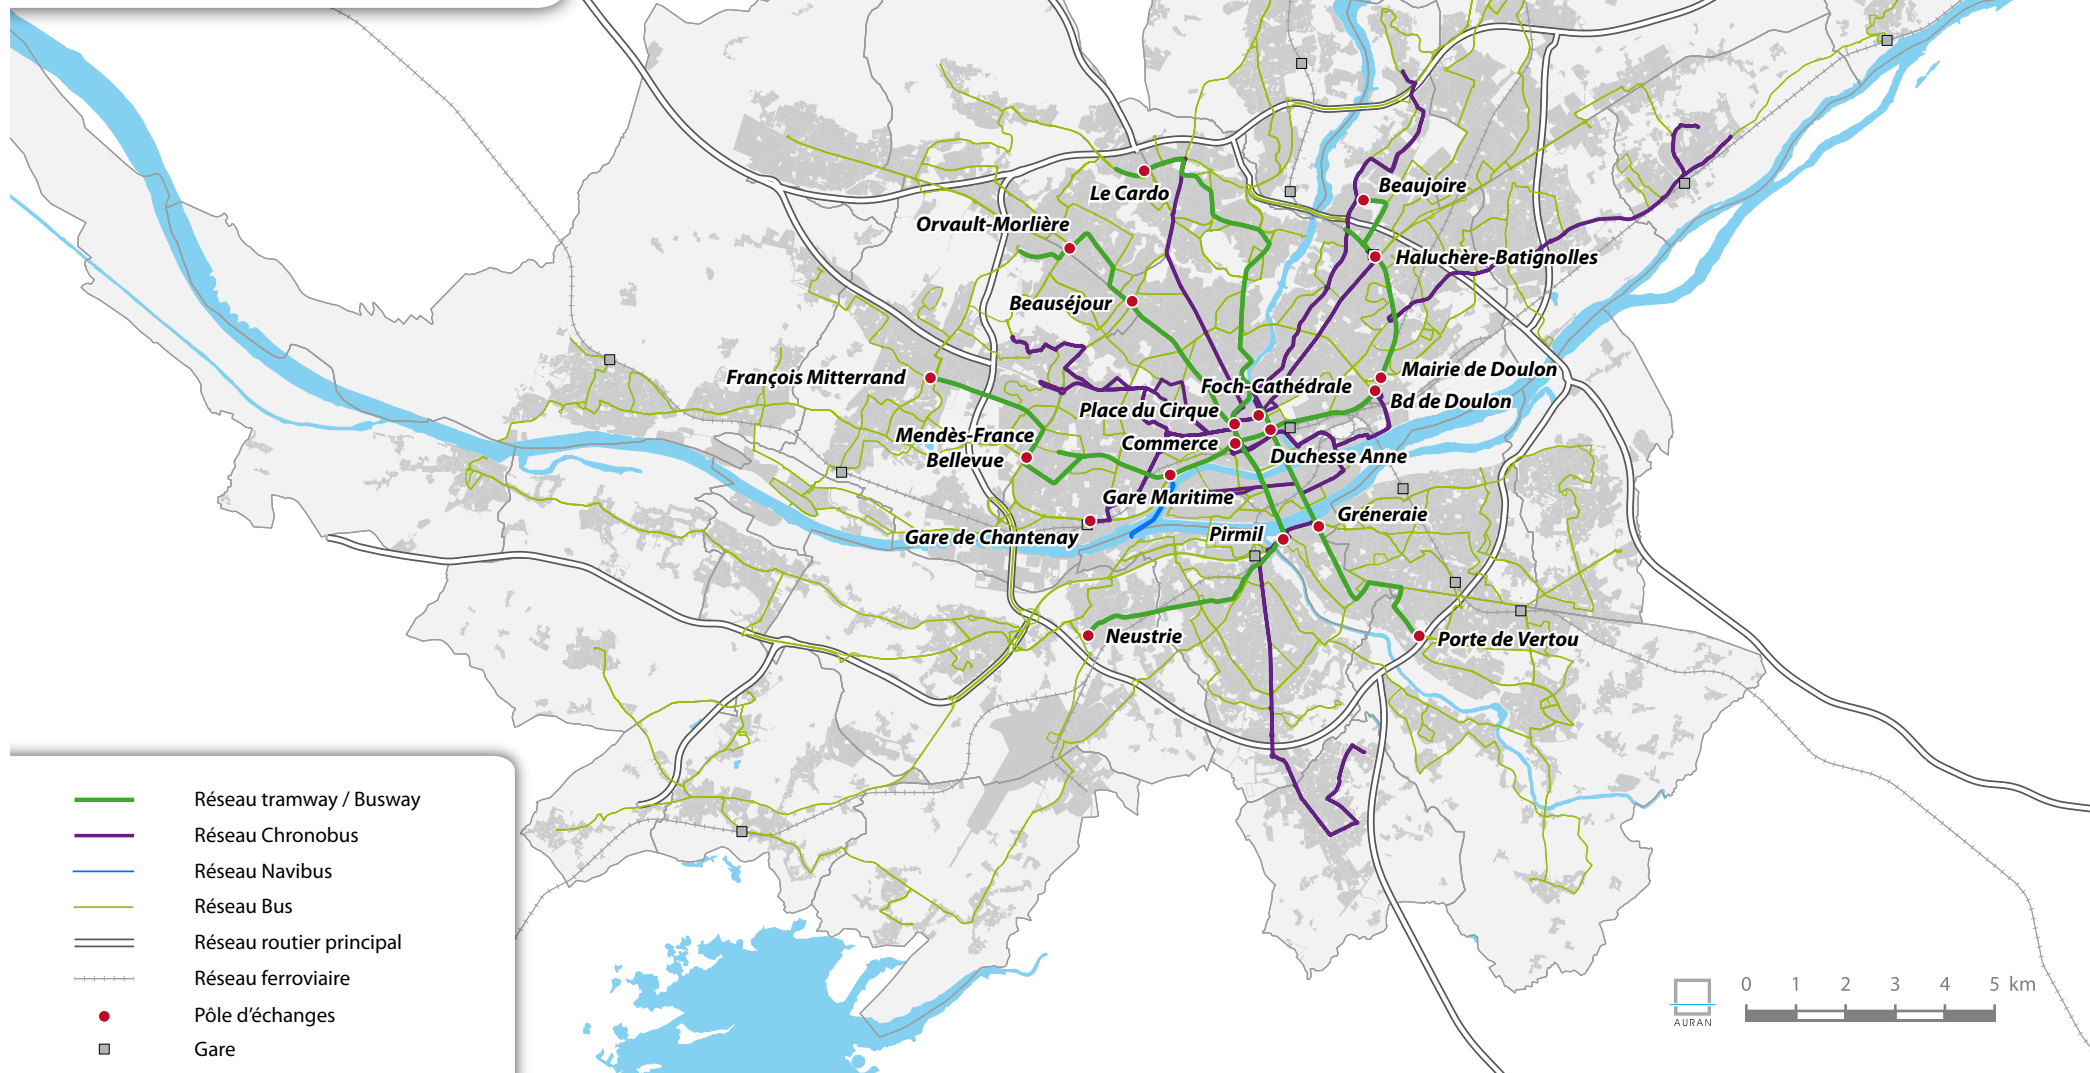 Le Cardo
Beaujoire
Orvault-Morlière
Haluchère-Batignolles
Beauséjour
François Mitterrand
Mairie de Doulon
Foch-Cathédrale
Bd de Doulon
Place du Cirque
Mendès-France
Bellevue
Commerce
Duchesse Anne
Gare Maritime
Gréneraie
Gare de Chantenay
Pirmil
Neustrie
Porte de Vertou
Réseau tramway / Busway
Réseau Chronobus
Réseau Navibus
Réseau Bus
Réseau routier principal
Réseau ferroviaire
Pôle d'échanges
Gare
0 1 2 3 4 5 km
AURAN